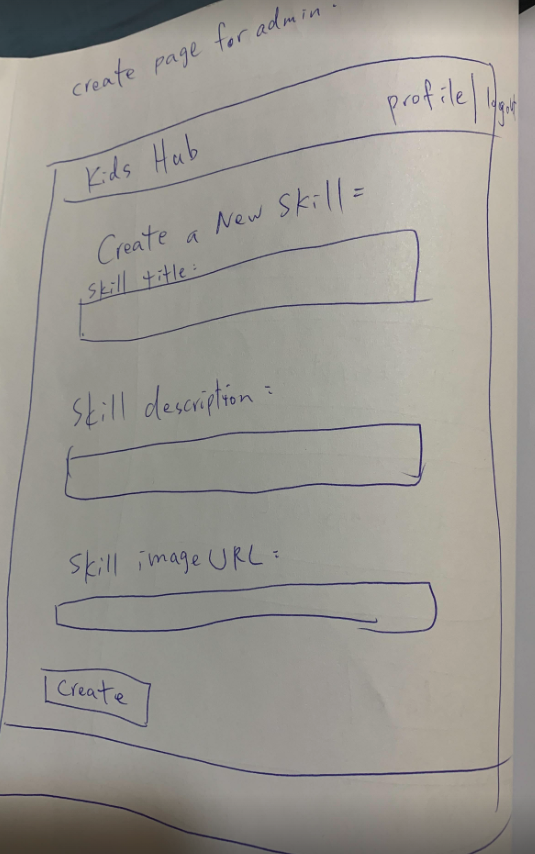 create page for admin.
profile | logout
Kids Hub
Create a New Skill =
Skill title :
Skill description :
Skill image URL :
Create